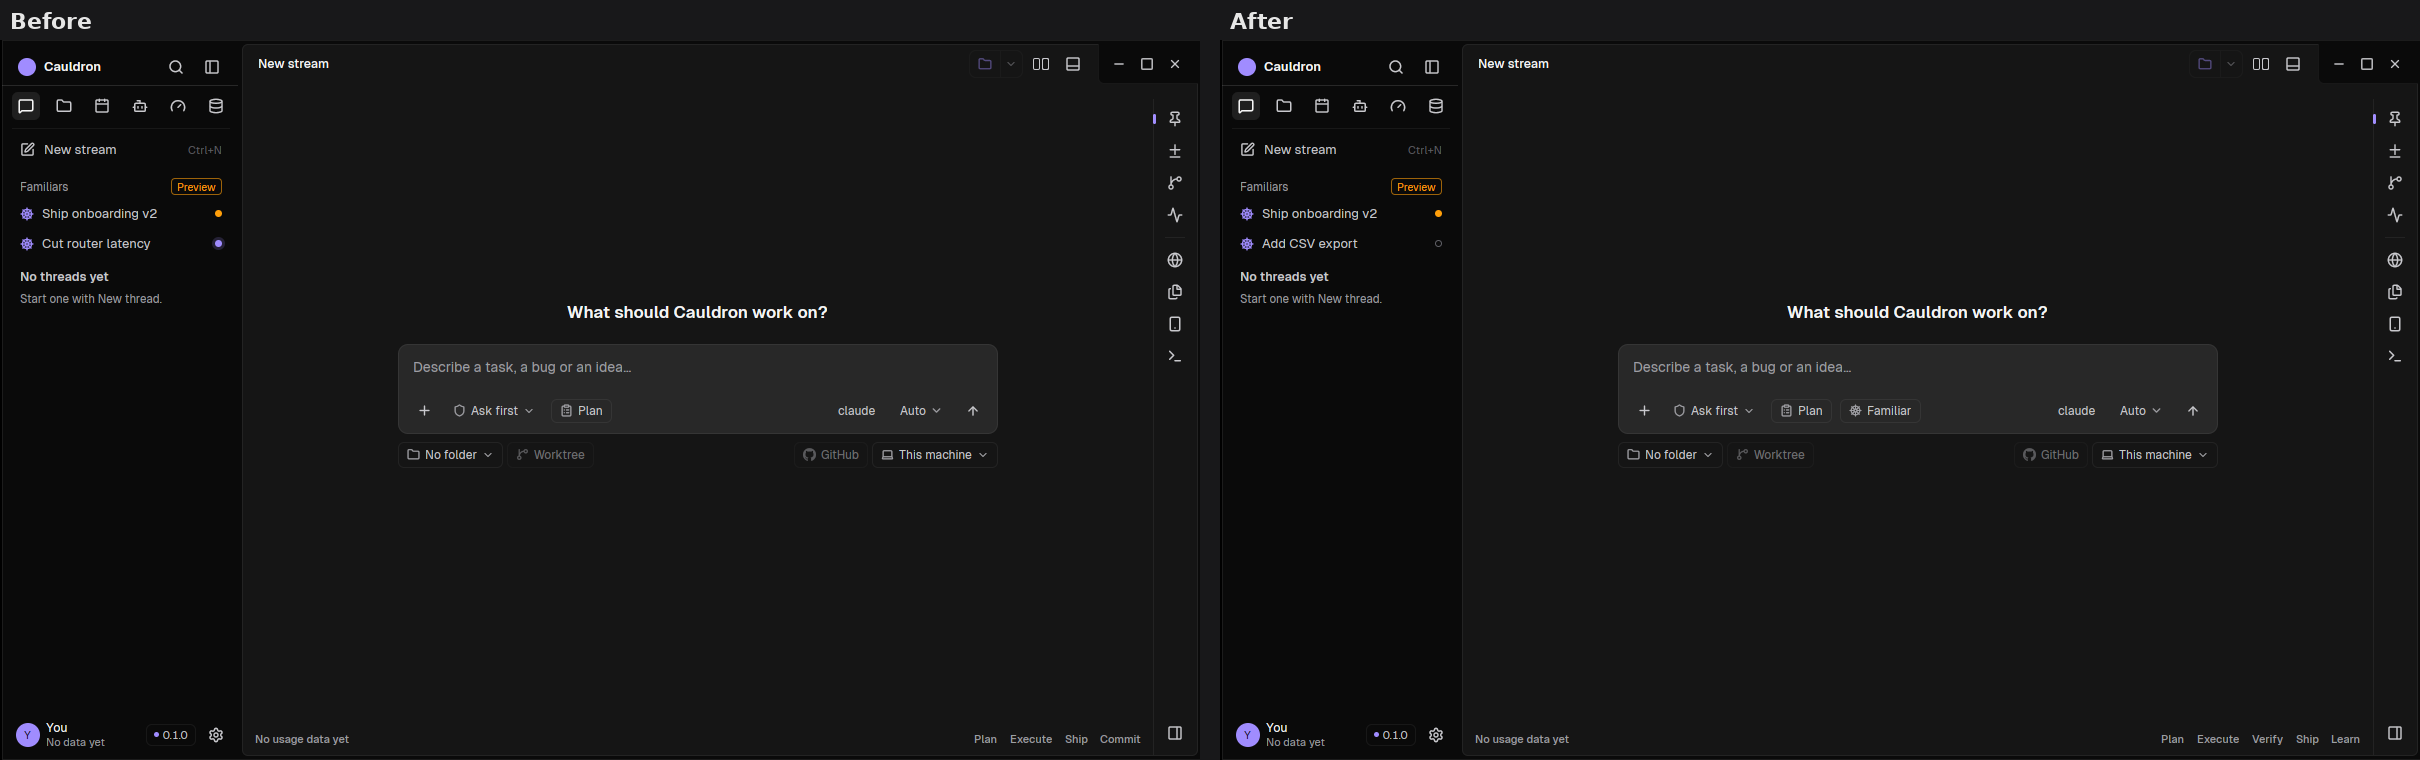 Before
Cauldron
New stream
New stream Ctrl+N
Familiars Preview
Ship onboarding v2
Cut router latency
No threads yet
Start one with New thread.
What should Cauldron work on?
Describe a task, a bug or an idea...
Ask first Plan claude Auto
No folder Worktree GitHub This machine
Y You
No data yet
0.1.0
No usage data yet Plan Execute Ship Commit
After
Cauldron
New stream
New stream Ctrl+N
Familiars Preview
Ship onboarding v2
Add CSV export
No threads yet
Start one with New thread.
What should Cauldron work on?
Describe a task, a bug or an idea...
Ask first Plan Familiar claude Auto
No folder Worktree GitHub This machine
Y You
No data yet
0.1.0
No usage data yet Plan Execute Verify Ship Learn